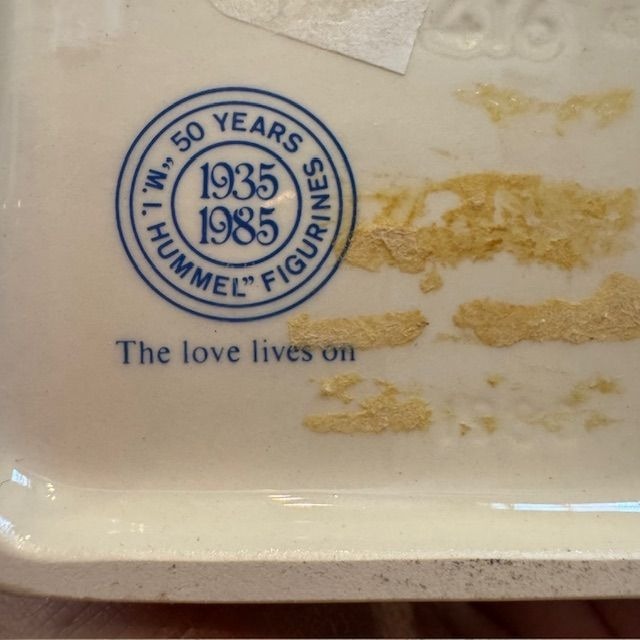 50 YEARS
"M. I. HUMMEL" FIGURINES
1935
1985
The love lives on